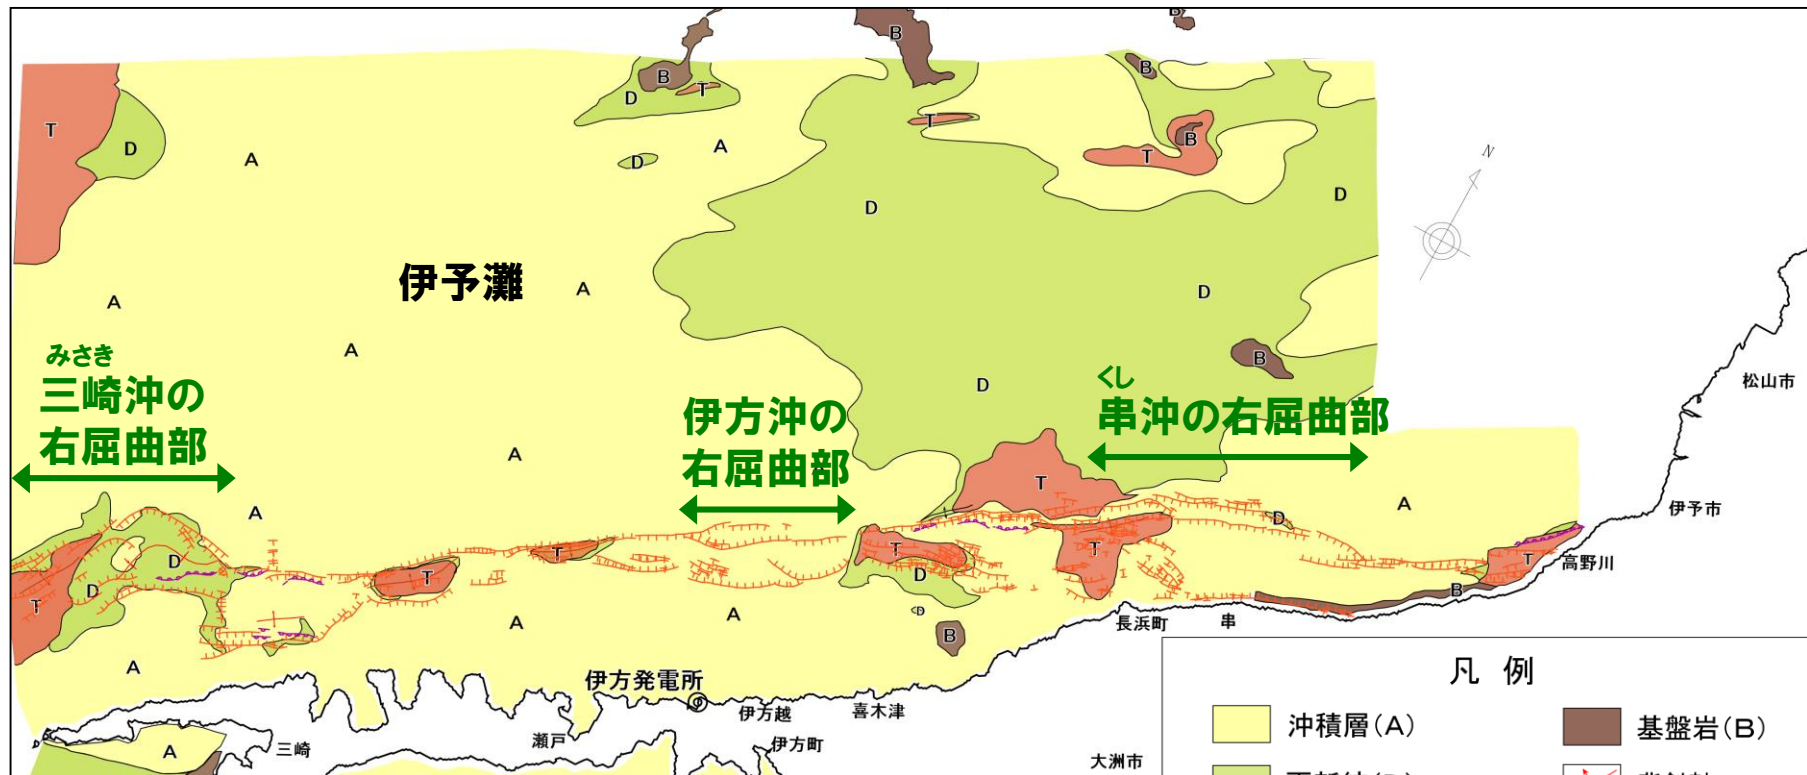 B
B
B
B
D
T
T
D
T
B
T
D
A
D
A
D
D
N
伊予灘
A
A
D
A
B
D
みさき
三崎沖の
右屈曲部
伊方沖の
右屈曲部
くし
串沖の右屈曲部
松山市
A
T
A
A
D
伊予市
T
D
D
T
T
T
D
T
T
高野川
B
A
A
D
A
B
長浜町
串
伊方発電所
伊方越
喜木津
A
三崎
瀬戸
伊方町
大洲市
凡 例
沖積層(A)
基盤岩(B)